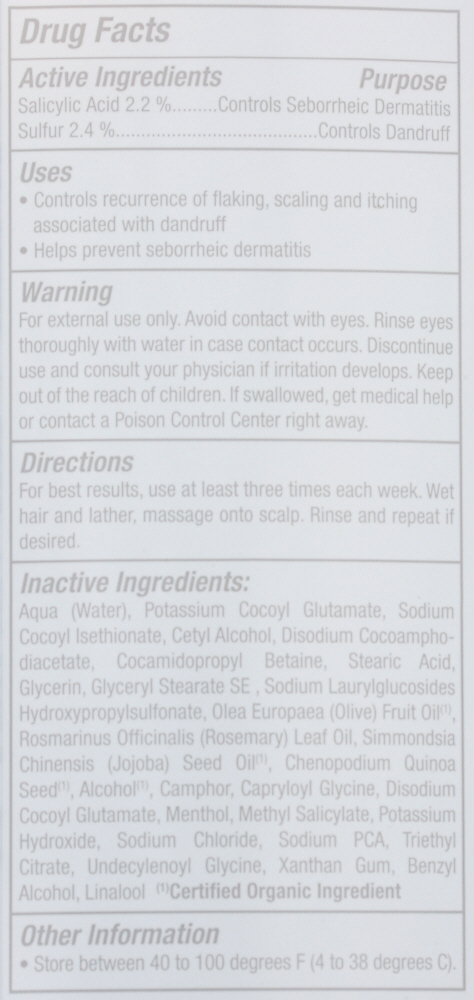 Drug Facts
Active Ingredients Purpose
Salicylic Acid 2.2 %.........Controls Seborrheic Dermatitis
Sulfur 2.4 %......................................Controls Dandruff
Uses
• Controls recurrence of flaking, scaling and itching
associated with dandruff
• Helps prevent seborrheic dermatitis
Warning
For external use only. Avoid contact with eyes. Rinse eyes
thoroughly with water in case contact occurs. Discontinue
use and consult your physician if irritation develops. Keep
out of the reach of children. If swallowed, get medical help
or contact a Poison Control Center right away.
Directions
For best results, use at least three times each week. Wet
hair and lather, massage onto scalp. Rinse and repeat if
desired.
Inactive Ingredients:
Aqua (Water), Potassium Cocoyl Glutamate, Sodium
Cocoyl Isethionate, Cetyl Alcohol, Disodium Cocoampho-
diacetate, Cocamidopropyl Betaine, Stearic Acid,
Glycerin, Glyceryl Stearate SE , Sodium Laurylglucosides
Hydroxypropylsulfonate, Olea Europaea (Olive) Fruit Oil⁽¹⁾,
Rosmarinus Officinalis (Rosemary) Leaf Oil, Simmondsia
Chinensis (Jojoba) Seed Oil⁽¹⁾, Chenopodium Quinoa
Seed⁽¹⁾, Alcohol⁽¹⁾, Camphor, Capryloyl Glycine, Disodium
Cocoyl Glutamate, Menthol, Methyl Salicylate, Potassium
Hydroxide, Sodium Chloride, Sodium PCA, Triethyl
Citrate, Undecylenoyl Glycine, Xanthan Gum, Benzyl
Alcohol, Linalool ⁽¹⁾Certified Organic Ingredient
Other Information
• Store between 40 to 100 degrees F (4 to 38 degrees C).